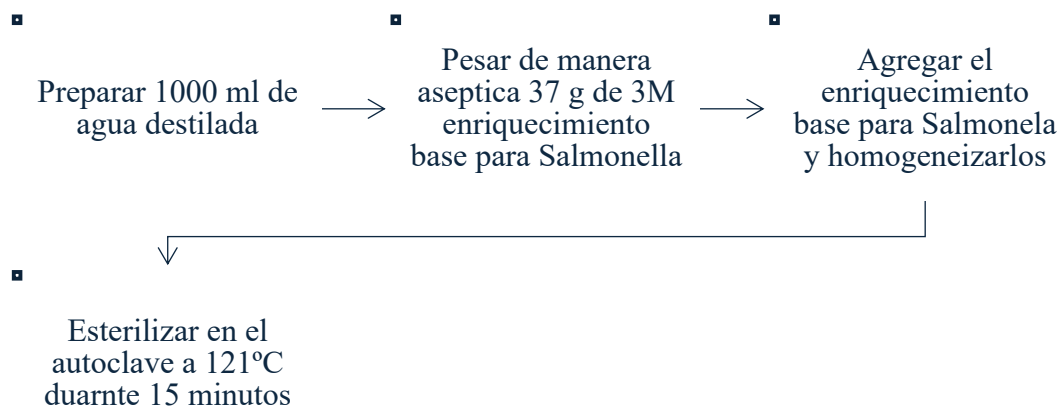 Preparar 1000 ml de
agua destilada
Pesar de manera
aseptica 37 g de 3M
enriquecimiento
base para Salmonella
Agregar el
enriquecimiento
base para Salmonela
y homogeneizarlos
Esterilizar en el
autoclave a 121ºC
duarnte 15 minutos